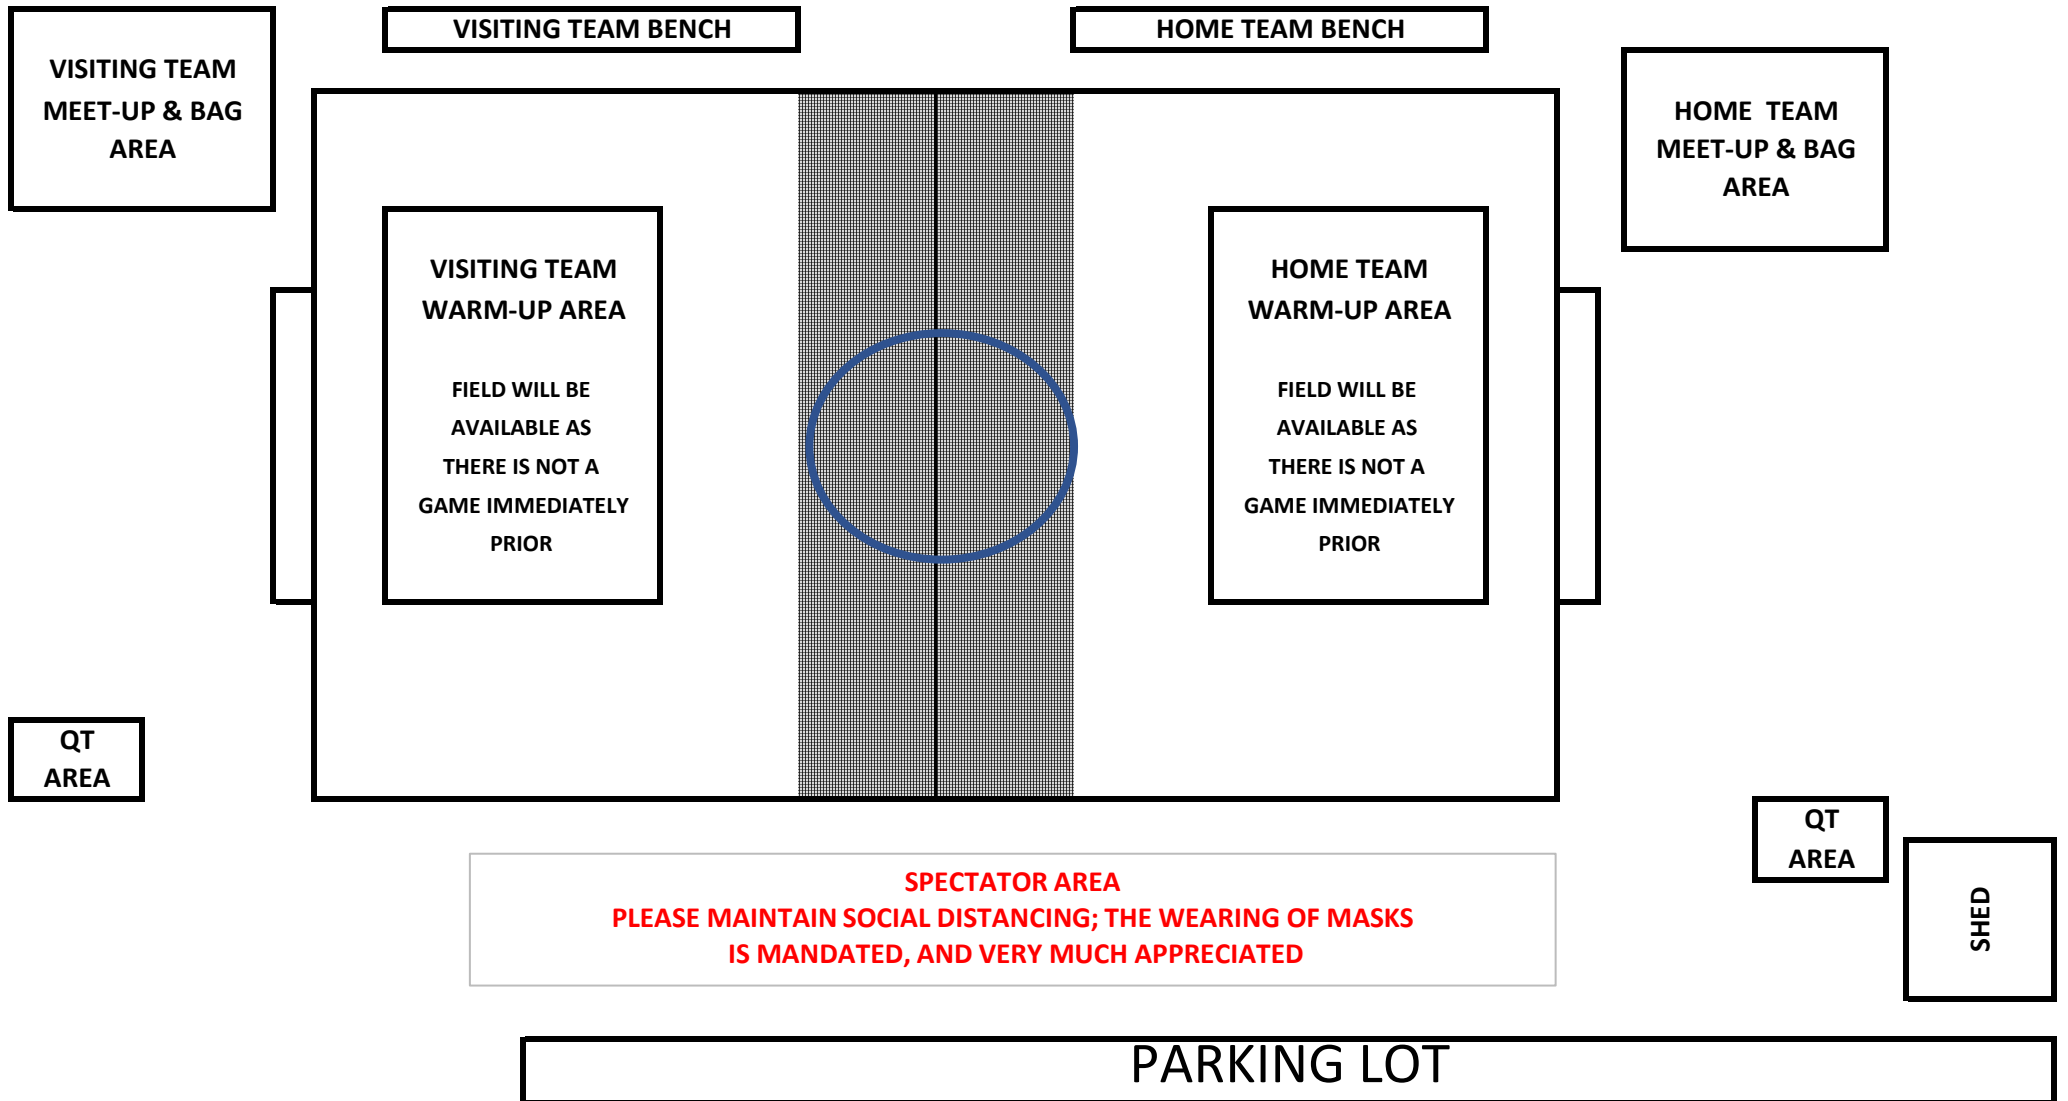 VISITING TEAM BENCH
HOME TEAM BENCH
VISITING TEAM
MEET-UP & BAG
AREA
HOME TEAM
MEET-UP & BAG
AREA
VISITING TEAM
WARM-UP AREA
FIELD WILL BE
AVAILABLE AS
THERE IS NOT A
GAME IMMEDIATELY
PRIOR
HOME TEAM
WARM-UP AREA
FIELD WILL BE
AVAILABLE AS
THERE IS NOT A
GAME IMMEDIATELY
PRIOR
QT
AREA
QT
AREA
SHED
SPECTATOR AREA
PLEASE MAINTAIN SOCIAL DISTANCING; THE WEARING OF MASKS
IS MANDATED, AND VERY MUCH APPRECIATED
PARKING LOT